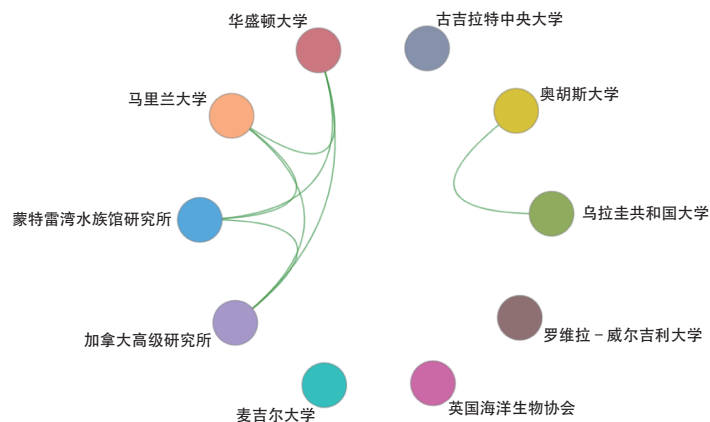 华盛顿大学
古吉拉特中央大学
马里兰大学
奥胡斯大学
蒙特雷湾水族馆研究所
乌拉圭共和国大学
加拿大高级研究所
罗维拉－威尔吉利大学
麦吉尔大学
英国海洋生物协会